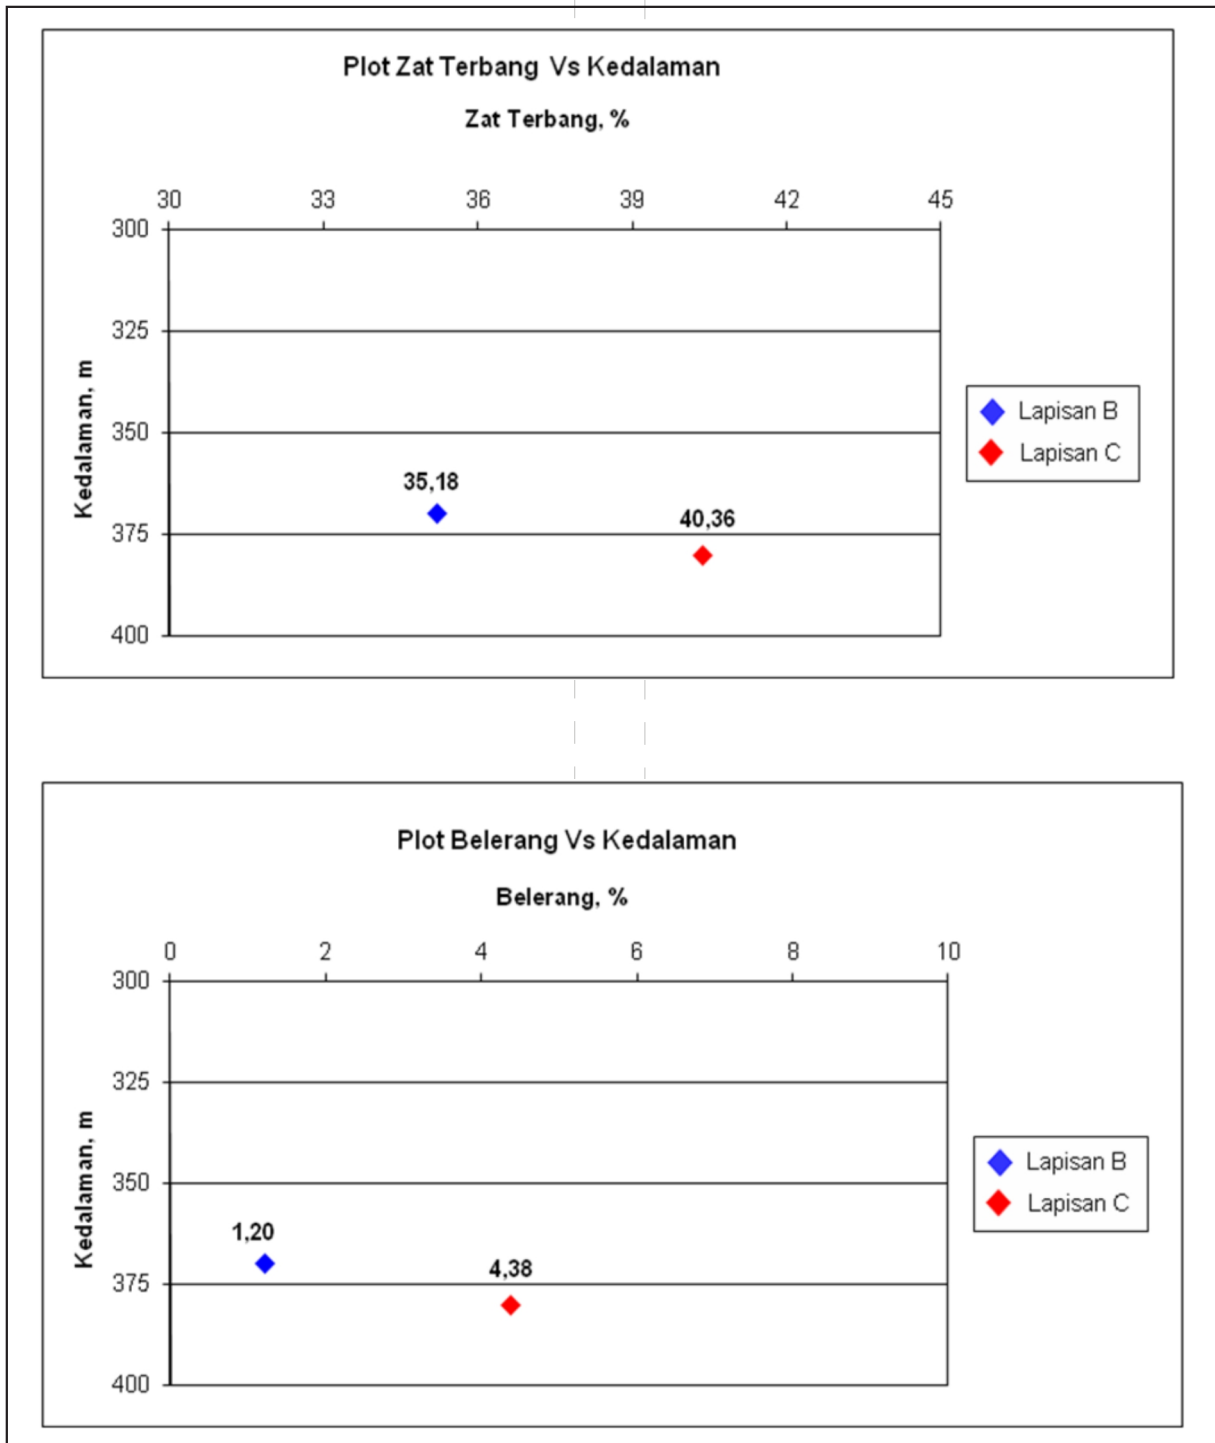 Plot Zat Terbang Vs Kedalaman
Zat Terbang, %
30 33 36 39 42 45
300
325
350
375
400
Kedalaman, m
35,18
40,36
Lapisan B
Lapisan C
Plot Belerang Vs Kedalaman
Belerang, %
0 2 4 6 8 10
300
325
350
375
400
Kedalaman, m
1,20
4,38
Lapisan B
Lapisan C